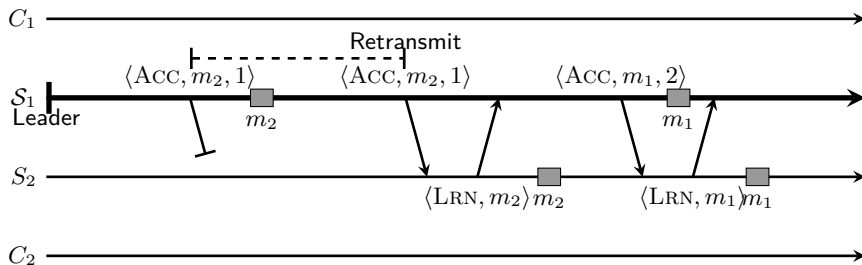 C₁
Retransmit
⟨ACC, m₂, 1⟩ ⟨ACC, m₂, 1⟩ ⟨ACC, m₁, 2⟩
S₁
Leader m₂ m₁
S₂
⟨LRN, m₂⟩ m₂ ⟨LRN, m₁⟩ m₁
C₂